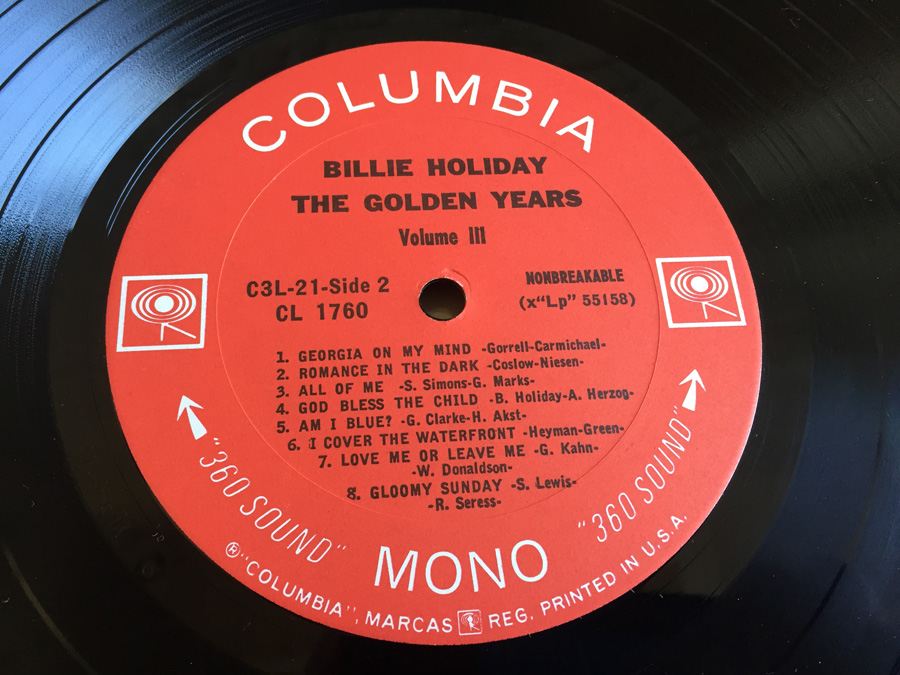 COLUMBIA
BILLIE HOLIDAY
THE GOLDEN YEARS
Volume III
C3L-21-Side 2
CL 1760
NONBREAKABLE
(x"Lp" 55158)
1. GEORGIA ON MY MIND -Gorrell-Carmichael-
2. ROMANCE IN THE DARK -Coslow-Niesen-
3. ALL OF ME -S. Simons-G. Marks-
4. GOD BLESS THE CHILD -B. Holiday-A. Herzog-
5. AM I BLUE? -G. Clarke-H. Akst-
6. I COVER THE WATERFRONT -Heyman-Green-
7. LOVE ME OR LEAVE ME -G. Kahn-
-W. Donaldson-
8. GLOOMY SUNDAY -S. Lewis-
-R. Seress-
"360 SOUND"
MONO
"360 SOUND"
® "COLUMBIA", MARCAS REG. PRINTED IN U.S.A.